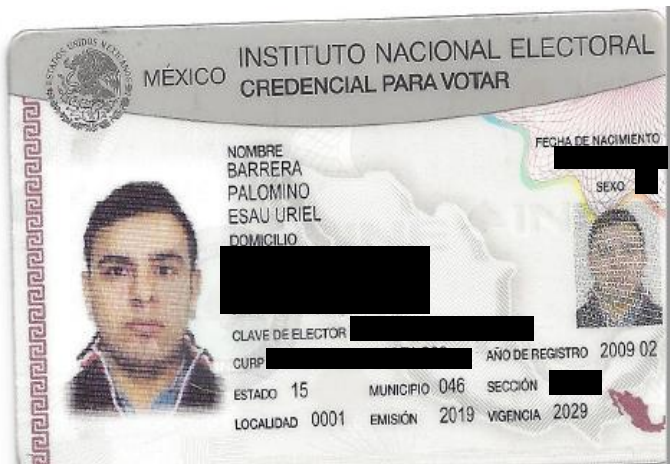 ESTADOS UNIDOS MEXICANOS
MÉXICO INSTITUTO NACIONAL ELECTORAL
CREDENCIAL PARA VOTAR
NOMBRE
BARRERA
PALOMINO
ESAU URIEL
FECHA DE NACIMIENTO
SEXO
DOMICILIO
CLAVE DE ELECTOR
CURP AÑO DE REGISTRO 2009 02
ESTADO 15 MUNICIPIO 046 SECCIÓN
LOCALIDAD 0001 EMISIÓN 2019 VIGENCIA 2029